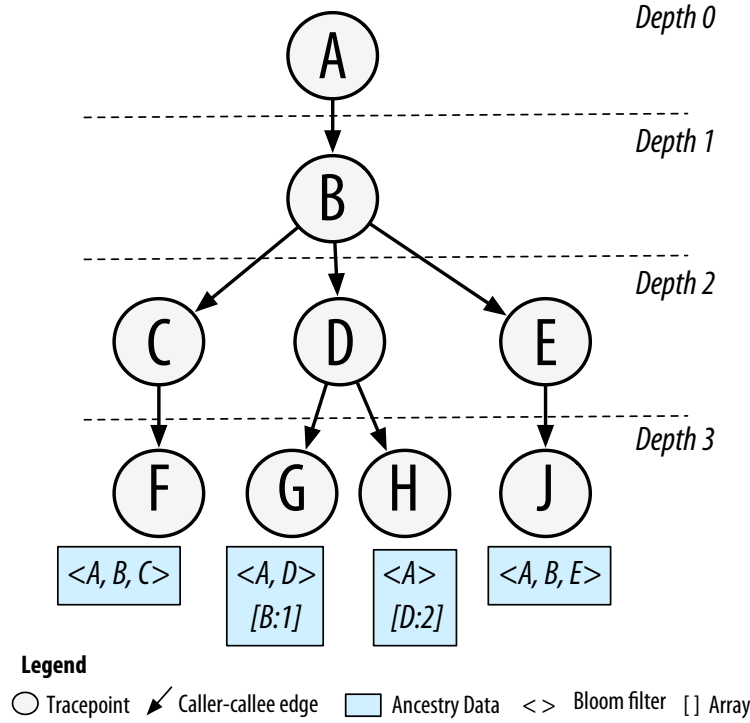 Depth 0
A
Depth 1
B
Depth 2
C D E
Depth 3
F G H J
<A, B, C> <A, D> <A> <A, B, E>
[B:1] [D:2]
Legend
Tracepoint Caller-callee edge Ancestry Data < > Bloom filter [ ] Array